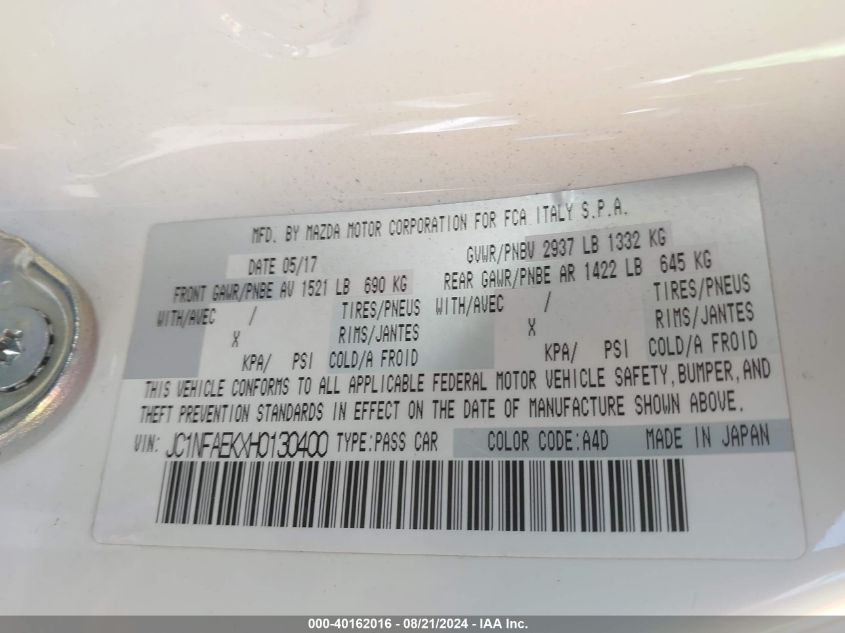 MFD. BY MAZDA MOTOR CORPORATION FOR FCA ITALY S.P.A.
DATE 05/17 GVWR/PNBV 2937 LB 1332 KG
FRONT GAWR/PNBE AV 1521 LB 690 KG REAR GAWR/PNBE AR 1422 LB 645 KG
WITH/AVEC / TIRES/PNEUS WITH/AVEC / TIRES/PNEUS
X RIMS/JANTES X RIMS/JANTES
KPA/ PSI COLD/A FROID KPA/ PSI COLD/A FROID
THIS VEHICLE CONFORMS TO ALL APPLICABLE FEDERAL MOTOR VEHICLE SAFETY, BUMPER, AND
THEFT PREVENTION STANDARDS IN EFFECT ON THE DATE OF MANUFACTURE SHOWN ABOVE.
VIN: JC1NFAEKXH0130400 TYPE:PASS CAR COLOR CODE:A4D MADE IN JAPAN
000-40162016 - 08/21/2024 - IAA Inc.